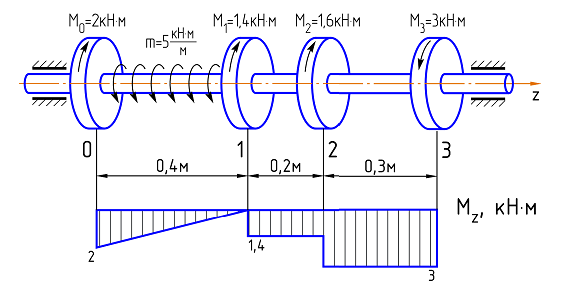 M₀=2кН·м
m=5 кН·м/м
M₁=1,4кН·м
M₂=1,6кН·м
M₃=3кН·м
z
0 1 2 3
0,4м 0,2м 0,3м
M_z, кН·м
2 1,4 3